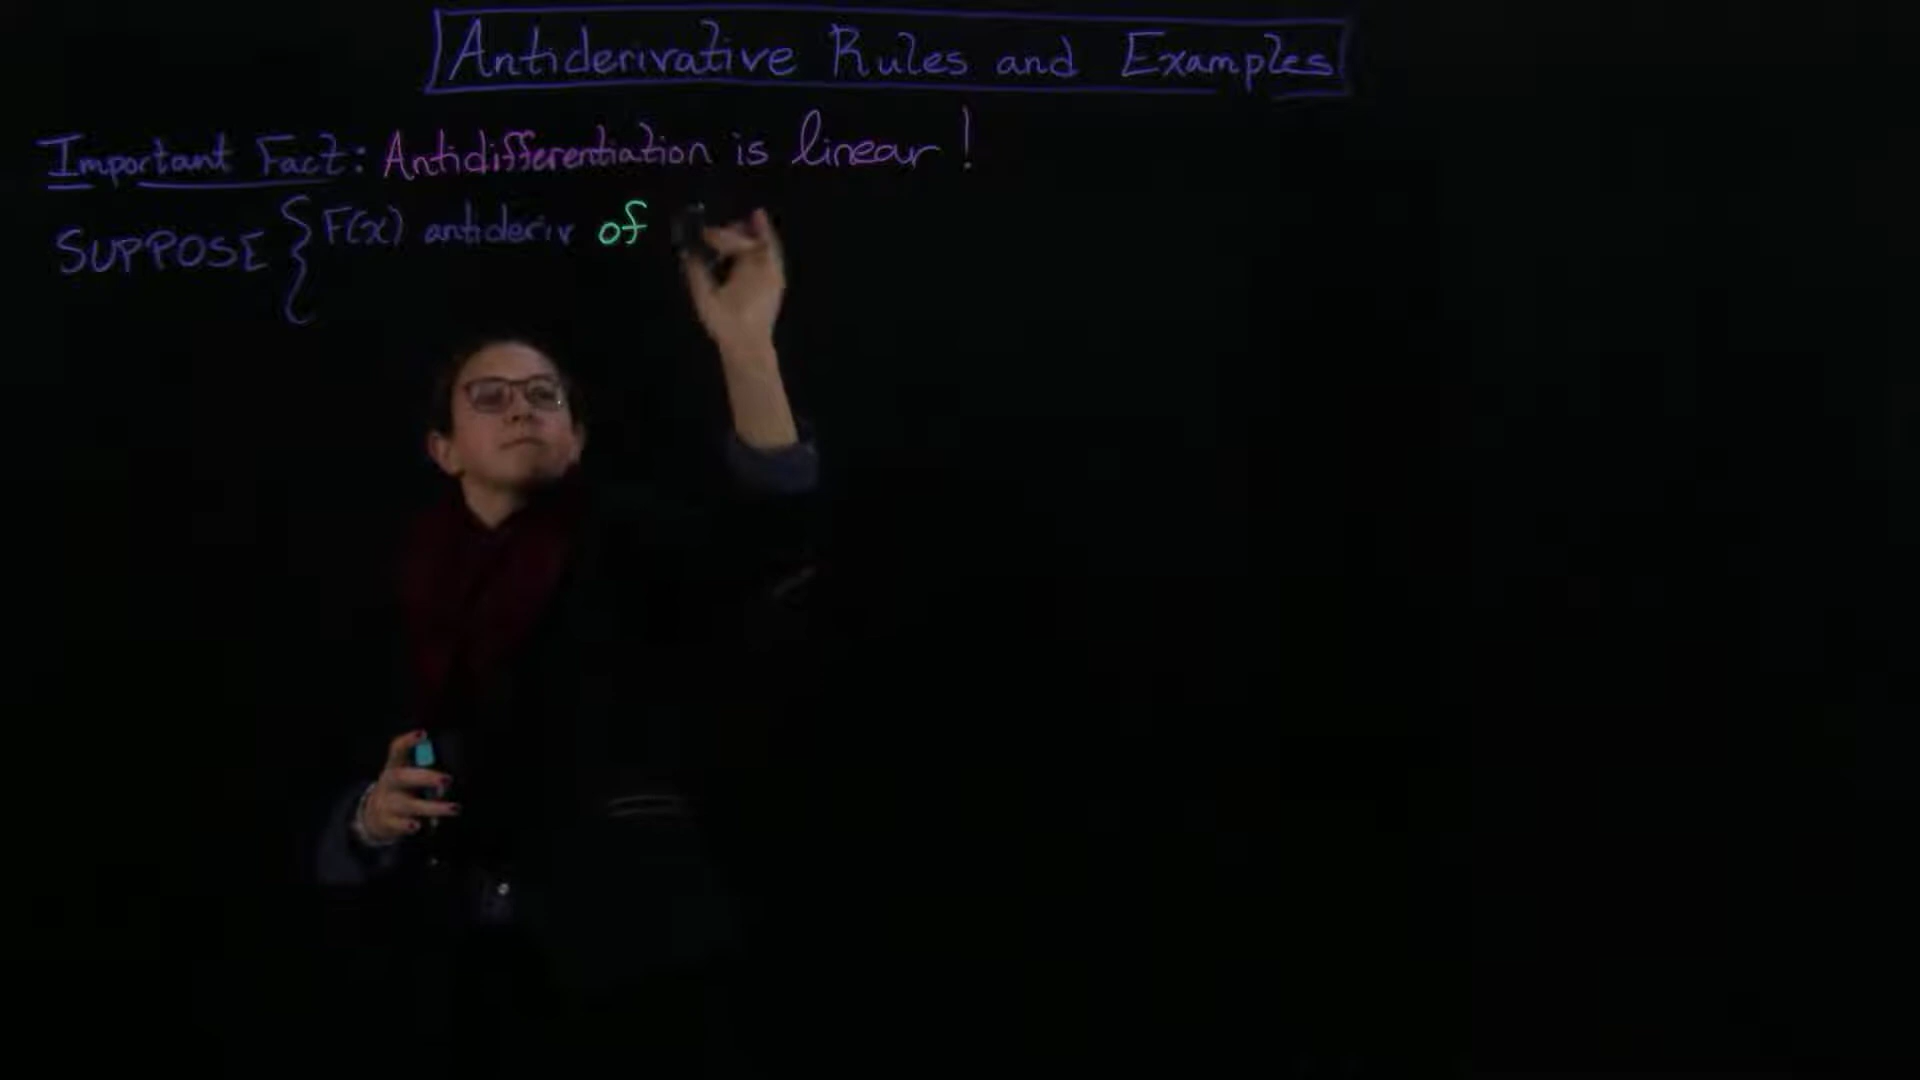 Antiderivative Rules and Examples
Important Fact: Antidifferentiation is linear!
SUPPOSE { F(x) antideriv of